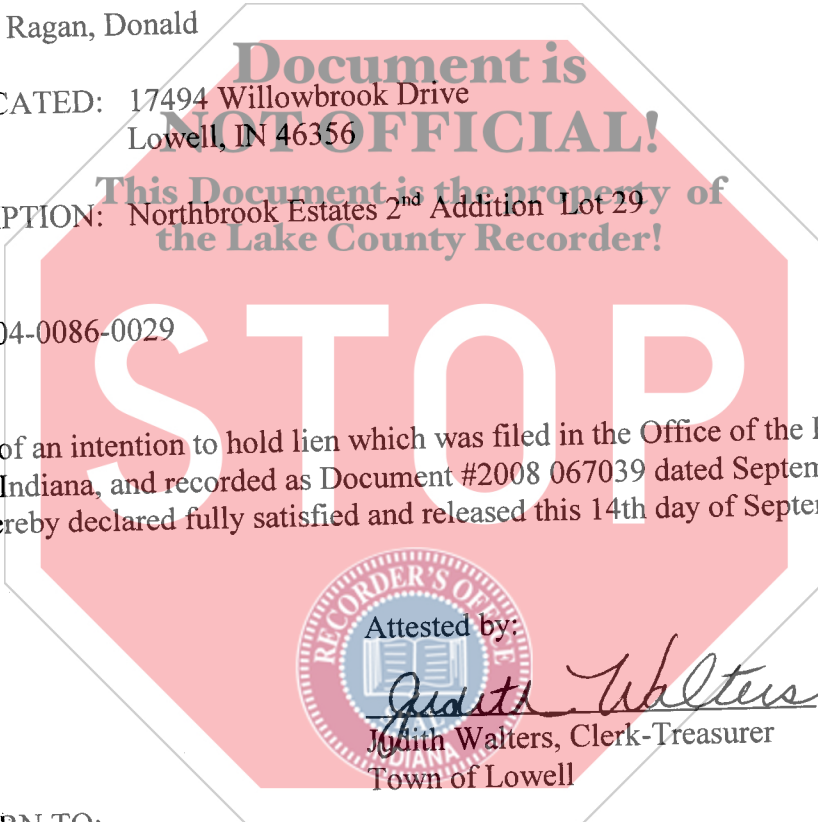 Ragan, Donald
Document is
CATED: 17494 Willowbrook Drive
Lowell, IN 46356
NOT OFFICIAL!
This Document is the property of
PTION: Northbrook Estates 2nd Addition Lot 29
the Lake County Recorder!
04-0086-0029
STOP
of an intention to hold lien which was filed in the Office of the
Indiana, and recorded as Document #2008 067039 dated Septem
ereby declared fully satisfied and released this 14th day of Septe
RECORDER'S OFFICE
SEAL
INDIANA
Attested by:
Judith Walters
Judith Walters, Clerk-Treasurer
Town of Lowell
RN TO: